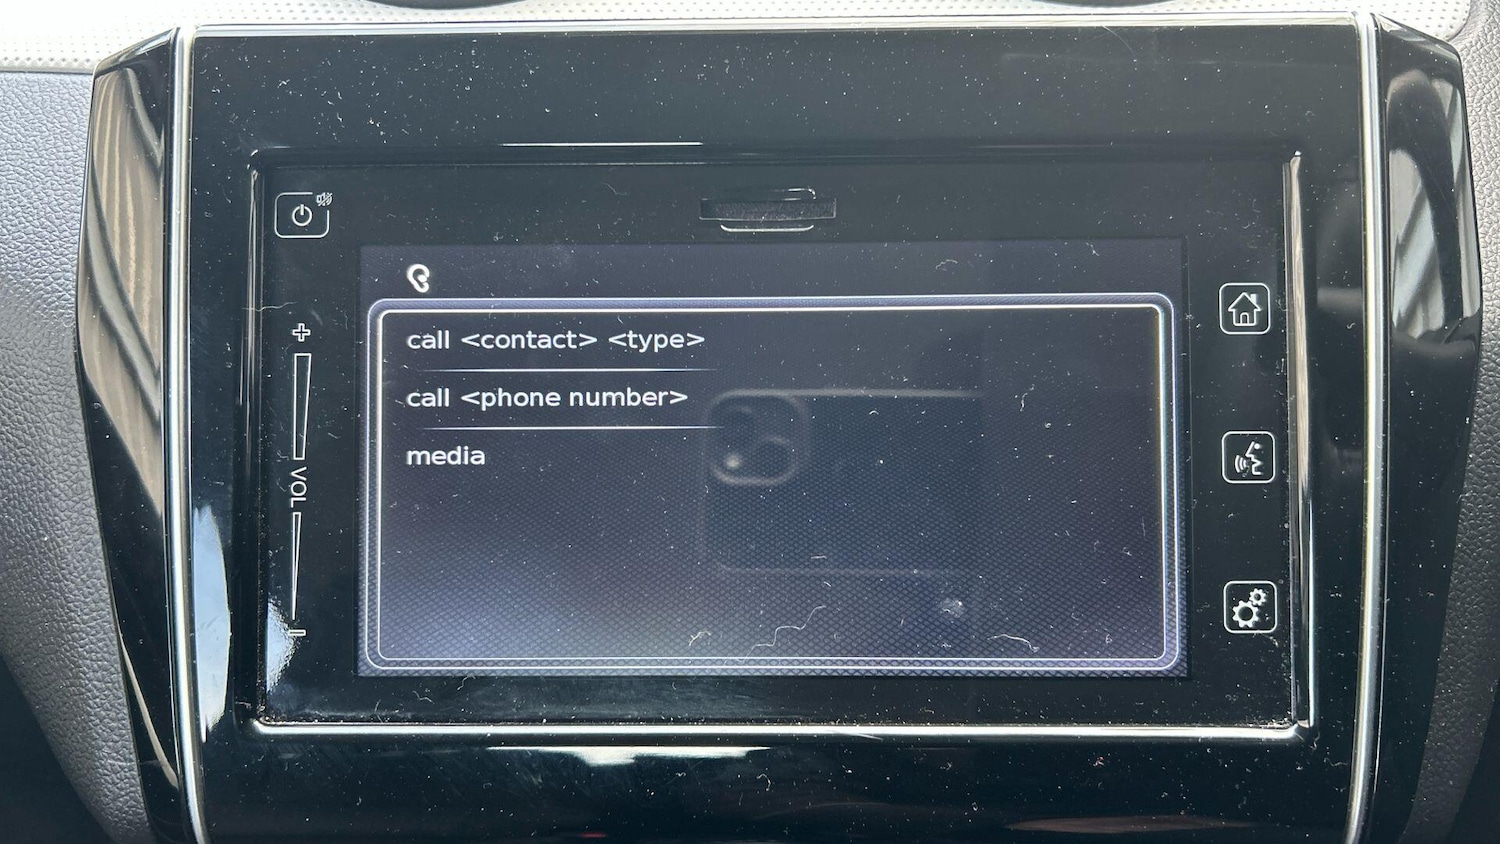 call <contact> <type>
call <phone number>
media
+
VOL
-